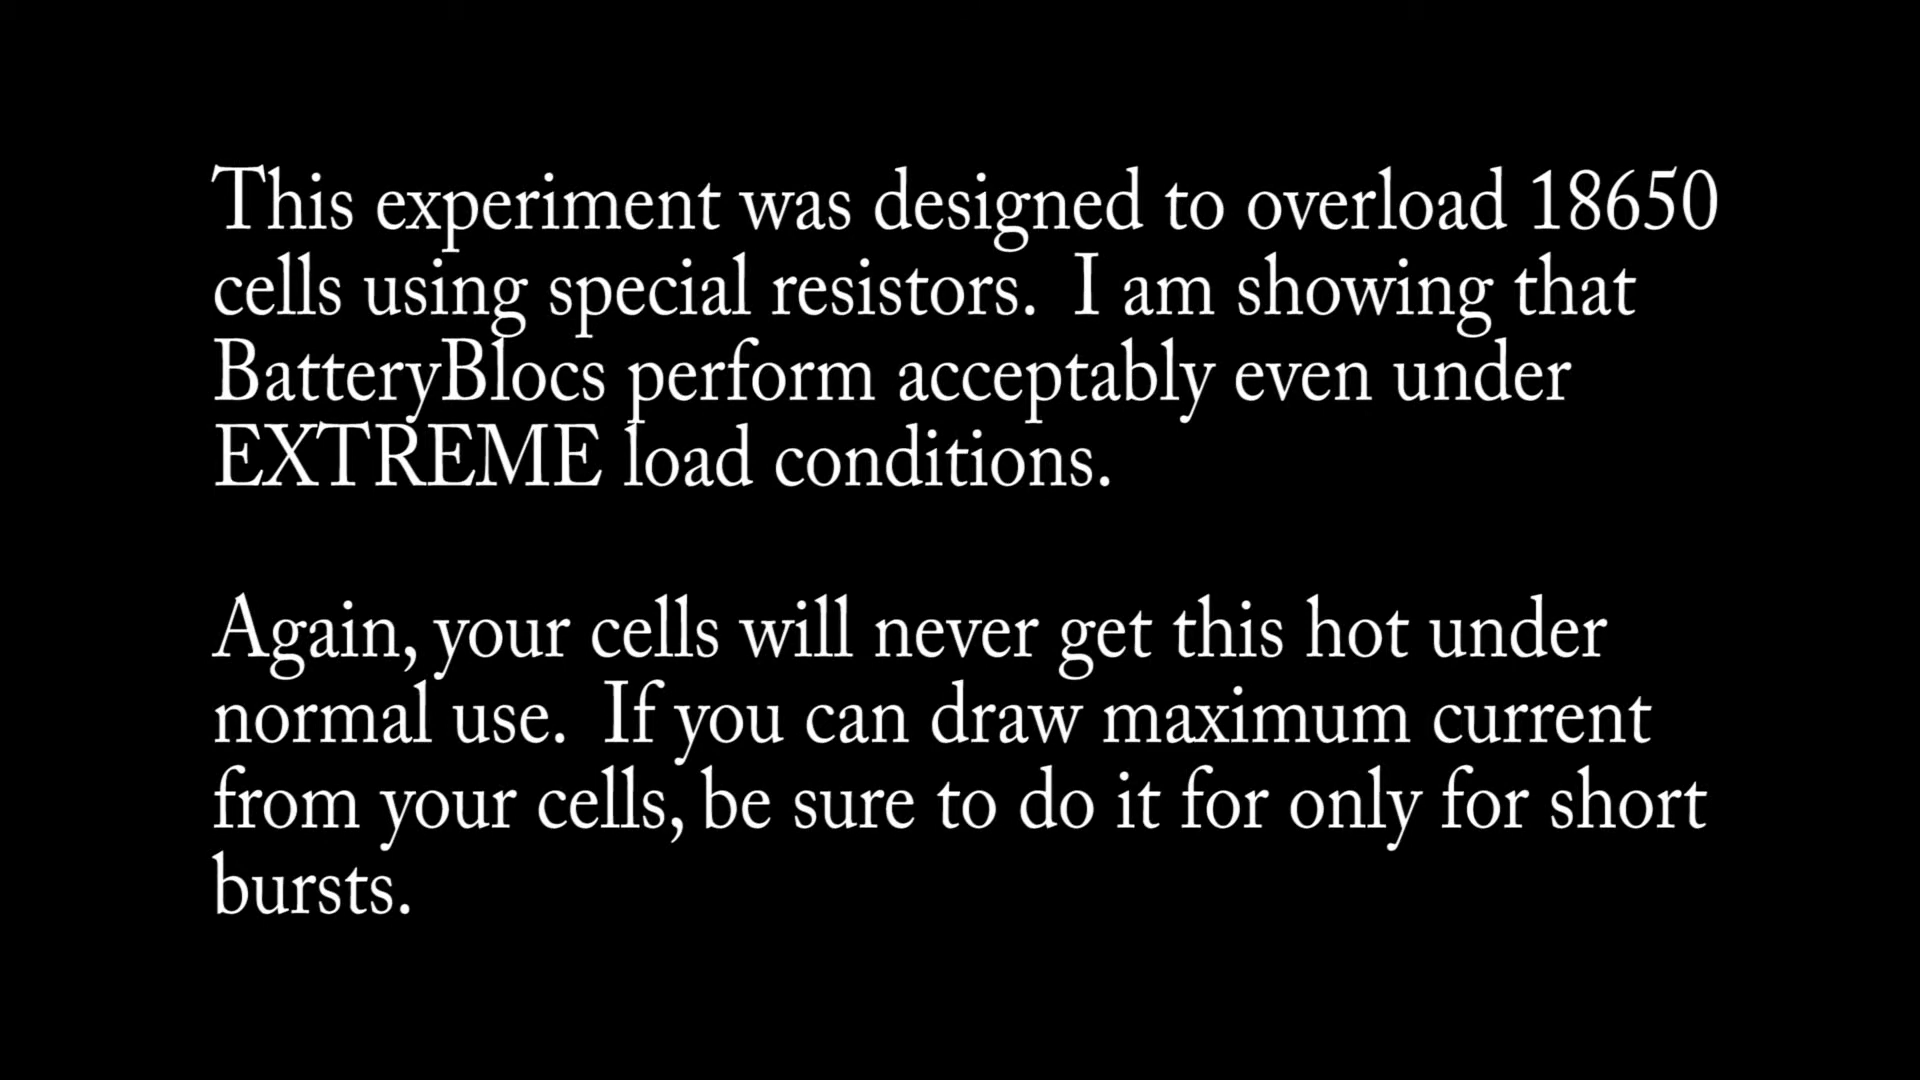 This experiment was designed to overload 18650
cells using special resistors.  I am showing that
BatteryBlocs perform acceptably even under
EXTREME load conditions.
Again, your cells will never get this hot under
normal use.  If you can draw maximum current
from your cells, be sure to do it for only for short
bursts.